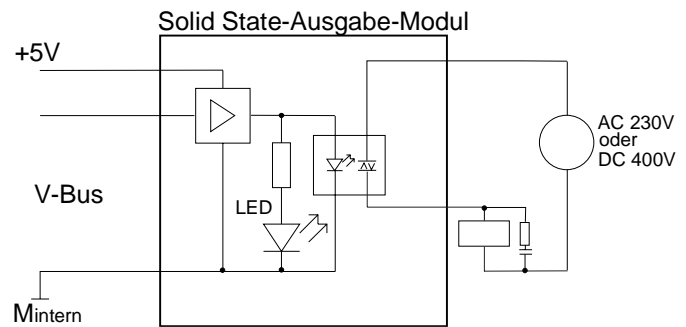 Solid State-Ausgabe-Modul
+5V
AC 230V
oder
DC 400V
V-Bus
LED
Mintern